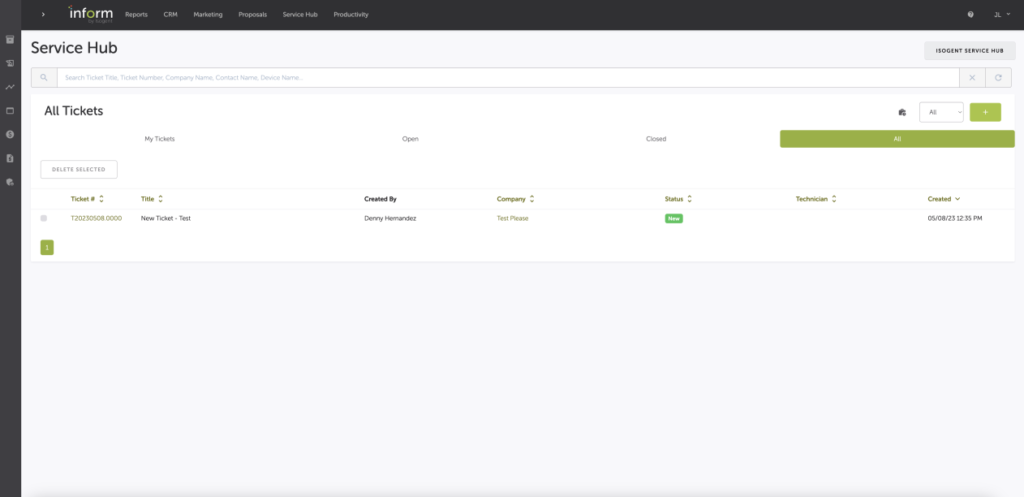 inform
by isogent
Reports CRM Marketing Proposals Service Hub Productivity
JL
Service Hub
ISOGENT SERVICE HUB
Search Ticket Title, Ticket Number, Company Name, Contact Name, Device Name...
All Tickets
All
+
My Tickets Open Closed All
DELETE SELECTED
Ticket # Title Created By Company Status Technician Created
T20230508.0000 New Ticket - Test Denny Hernandez Test Please New 05/08/23 12:35 PM
1